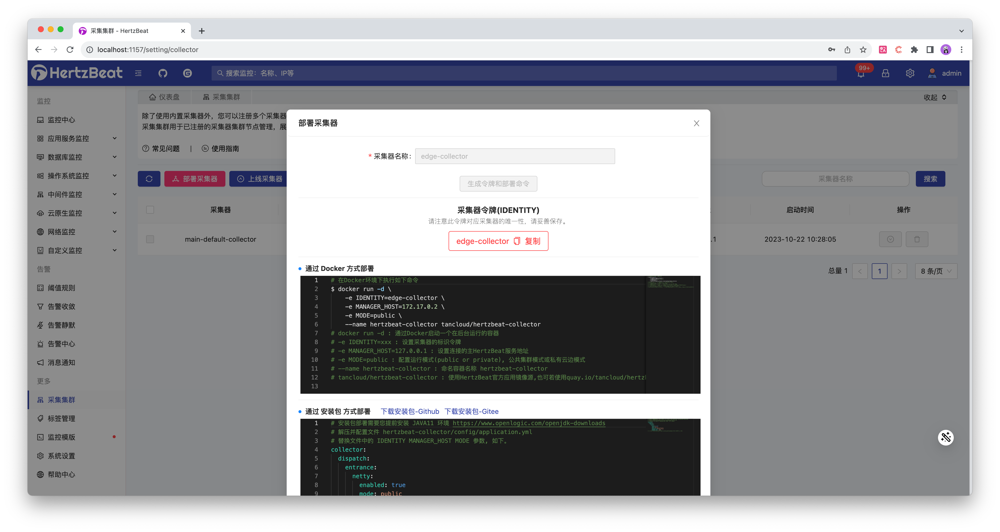 采集集群 - HertzBeat
localhost:1157/setting/collector
HertzBeat
搜索监控：名称、IP等
99+
admin
监控
监控中心
应用服务监控
数据库监控
操作系统监控
中间件监控
云原生监控
网络监控
自定义监控
告警
阈值规则
告警收敛
告警静默
告警中心
消息通知
更多
采集集群
标签管理
监控模版
系统设置
帮助中心
仪表盘
采集集群
收起
除了使用内置采集器外，您可以注册多个采集器
采集集群用于已注册的采集器集群节点管理，展
常见问题 | 使用指南
部署采集器
上线采集器
采集器名称
搜索
采集器
启动时间
操作
main-default-collector
.1
2023-10-22 10:28:05
总量 1
<
1
>
8 条/页
部署采集器
* 采集器名称：
edge-collector
生成令牌和部署命令
采集器令牌(IDENTITY)
请注意此令牌对应采集器的唯一性，请妥善保存。
edge-collector 复制
通过 Docker 方式部署
1 # 在Docker环境下执行如下命令
2 $ docker run -d \
3 -e IDENTITY=edge-collector \
4 -e MANAGER_HOST=172.17.0.2 \
5 -e MODE=public \
6 --name hertzbeat-collector tancloud/hertzbeat-collector
7 # docker run -d : 通过Docker启动一个在后台运行的容器
8 # -e IDENTITY=xxx : 设置采集器的标识令牌
9 # -e MANAGER_HOST=127.0.0.1 : 设置连接的主HertzBeat服务地址
10 # -e MODE=public : 配置运行模式(public or private), 公共集群模式或私有云边模式
11 # --name hertzbeat-collector : 命名容器名称 hertzbeat-collector
12 # tancloud/hertzbeat-collector : 使用HertzBeat官方应用镜像源,也可若使用quay.io/tancloud/hertz
13
通过 安装包 方式部署 下载安装包-Github 下载安装包-Gitee
1 # 安装包部署需要您提前安装 JAVA11 环境 https://www.openlogic.com/openjdk-downloads
2 # 解压并配置文件 hertzbeat-collector/config/application.yml
3 # 替换文件中的 IDENTITY MANAGER_HOST MODE 参数, 如下。
4 collector:
5 dispatch:
6 entrance:
7 netty:
8 enabled: true
9 mode: public